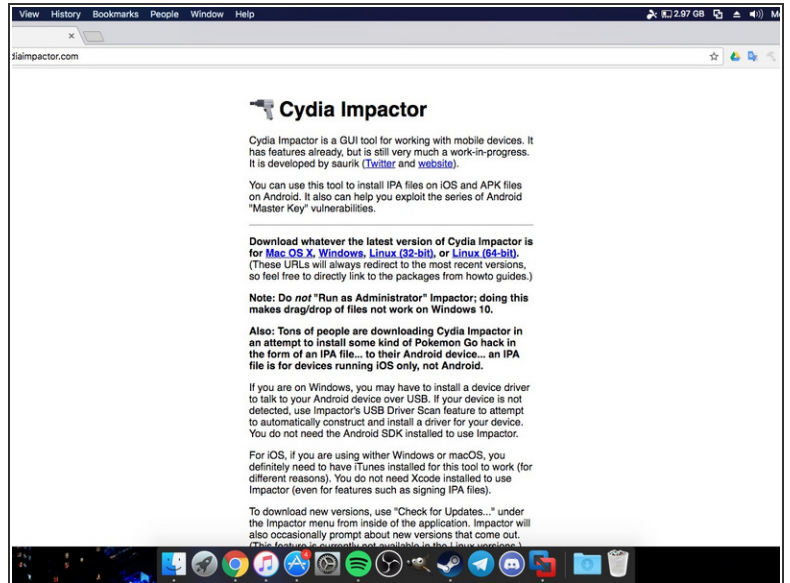 View History Bookmarks People Window Help 2.97 GB
diaimpactor.com
Cydia Impactor
Cydia Impactor is a GUI tool for working with mobile devices. It
has features already, but is still very much a work-in-progress.
It is developed by saurik (Twitter and website).
You can use this tool to install IPA files on iOS and APK files
on Android. It also can help you exploit the series of Android
"Master Key" vulnerabilities.
Download whatever the latest version of Cydia Impactor is
for Mac OS X, Windows, Linux (32-bit), or Linux (64-bit).
(These URLs will always redirect to the most recent versions,
so feel free to directly link to the packages from howto guides.)
Note: Do not "Run as Administrator" Impactor; doing this
makes drag/drop of files not work on Windows 10.
Also: Tons of people are downloading Cydia Impactor in
an attempt to install some kind of Pokemon Go hack in
the form of an IPA file... to their Android device... an IPA
file is for devices running iOS only, not Android.
If you are on Windows, you may have to install a device driver
to talk to your Android device over USB. If your device is not
detected, use Impactor's USB Driver Scan feature to attempt
to automatically construct and install a driver for your device.
You do not need the Android SDK installed to use Impactor.
For iOS, if you are using wither Windows or macOS, you
definitely need to have iTunes installed for this tool to work (for
different reasons). You do not need Xcode installed to use
Impactor (even for features such as signing IPA files).
To download new versions, use "Check for Updates..." under
the Impactor menu from inside of the application. Impactor will
also occasionally prompt about new versions that come out.
(This feature is currently not available in the Linux versions.)